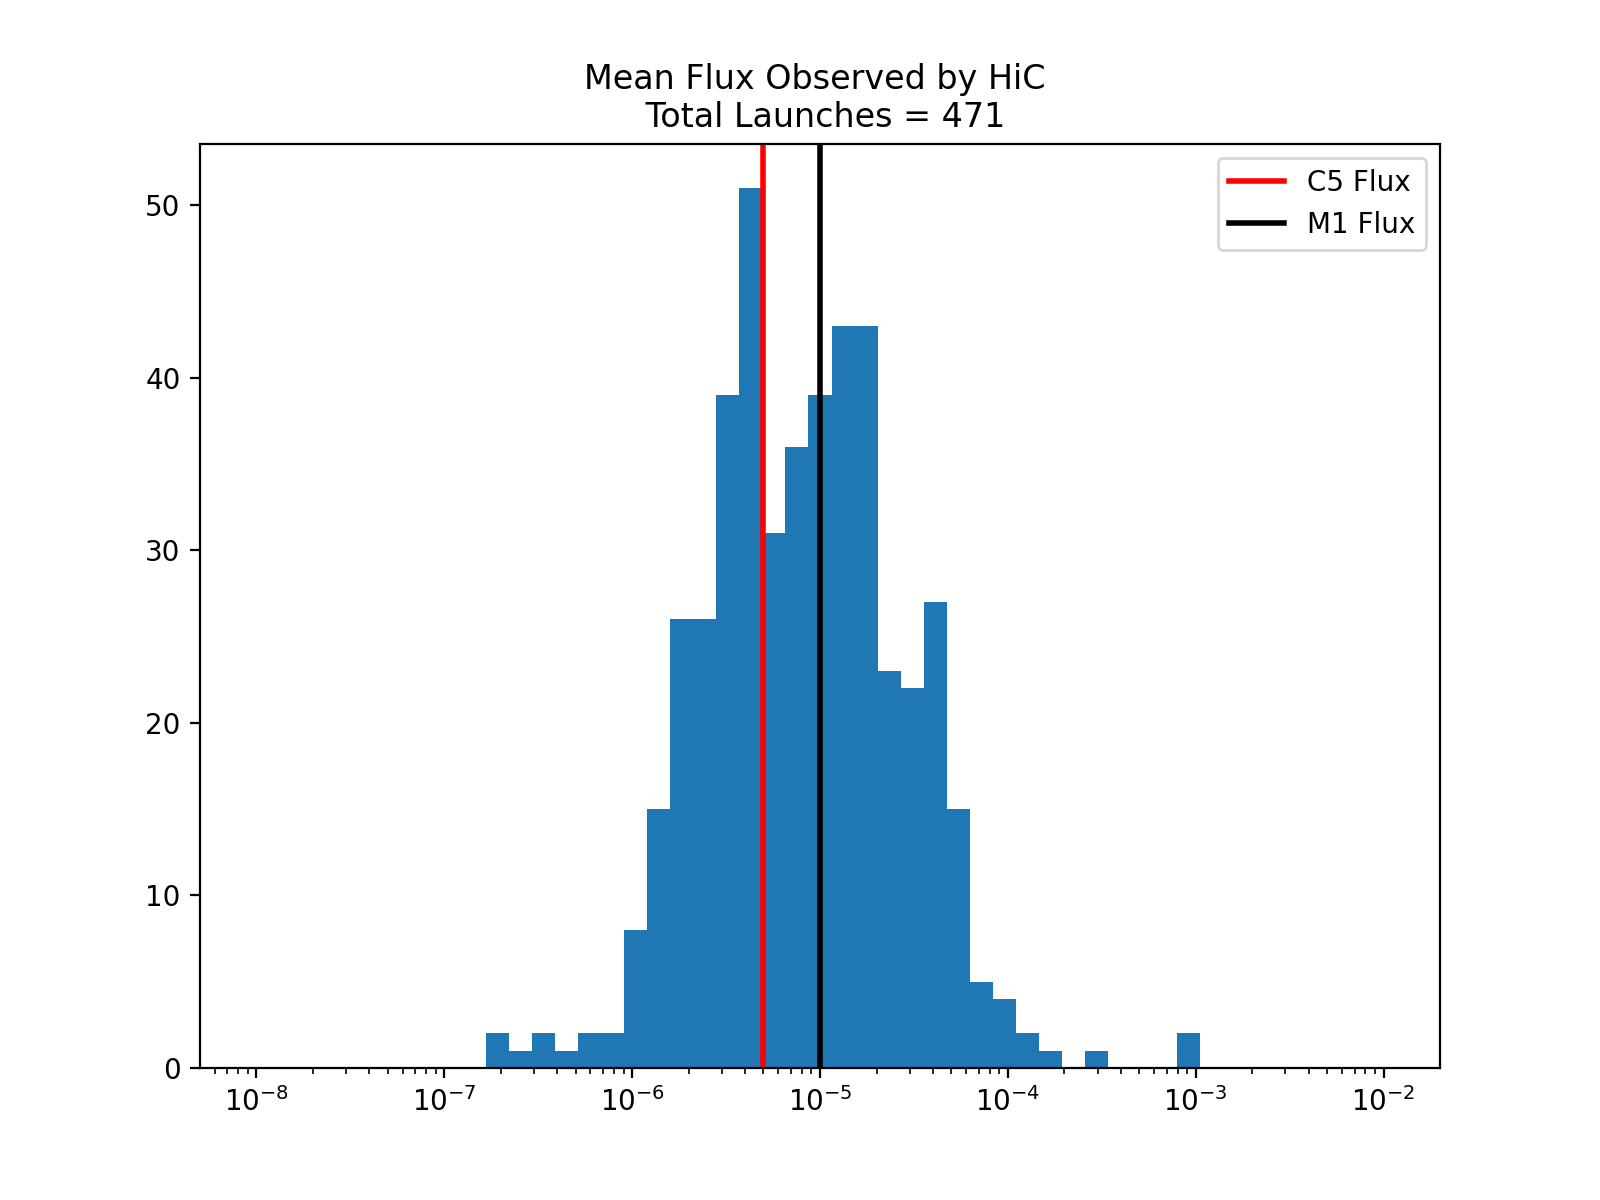 Mean Flux Observed by HiC
Total Launches = 471
C5 Flux
M1 Flux
50
40
30
20
10
0
10⁻⁸ 10⁻⁷ 10⁻⁶ 10⁻⁵ 10⁻⁴ 10⁻³ 10⁻²